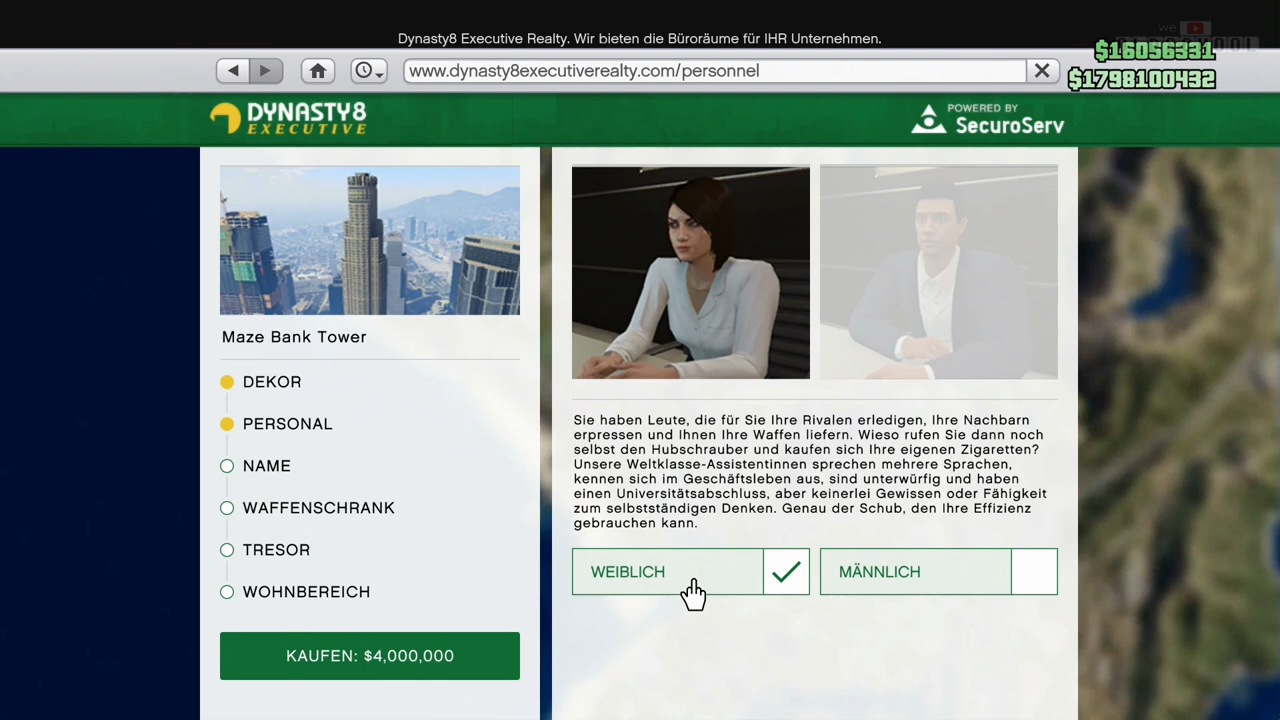 Dynasty8 Executive Realty. Wir bieten die Büroräume für IHR Unternehmen.
we
$16056331
www.dynasty8executiverealty.com/personnel
$1798100432
DYNASTY8
EXECUTIVE
POWERED BY
SecuroServ
Maze Bank Tower
DEKOR
PERSONAL
NAME
WAFFENSCHRANK
TRESOR
WOHNBEREICH
KAUFEN: $4,000,000
Sie haben Leute, die für Sie Ihre Rivalen erledigen, Ihre Nachbarn
erpressen und Ihnen Ihre Waffen liefern. Wieso rufen Sie dann noch
selbst den Hubschrauber und kaufen sich Ihre eigenen Zigaretten?
Unsere Weltklasse-Assistentinnen sprechen mehrere Sprachen,
kennen sich im Geschäftsleben aus, sind unterwürfig und haben
einen Universitätsabschluss, aber keinerlei Gewissen oder Fähigkeit
zum selbstständigen Denken. Genau der Schub, den Ihre Effizienz
gebrauchen kann.
WEIBLICH
MÄNNLICH